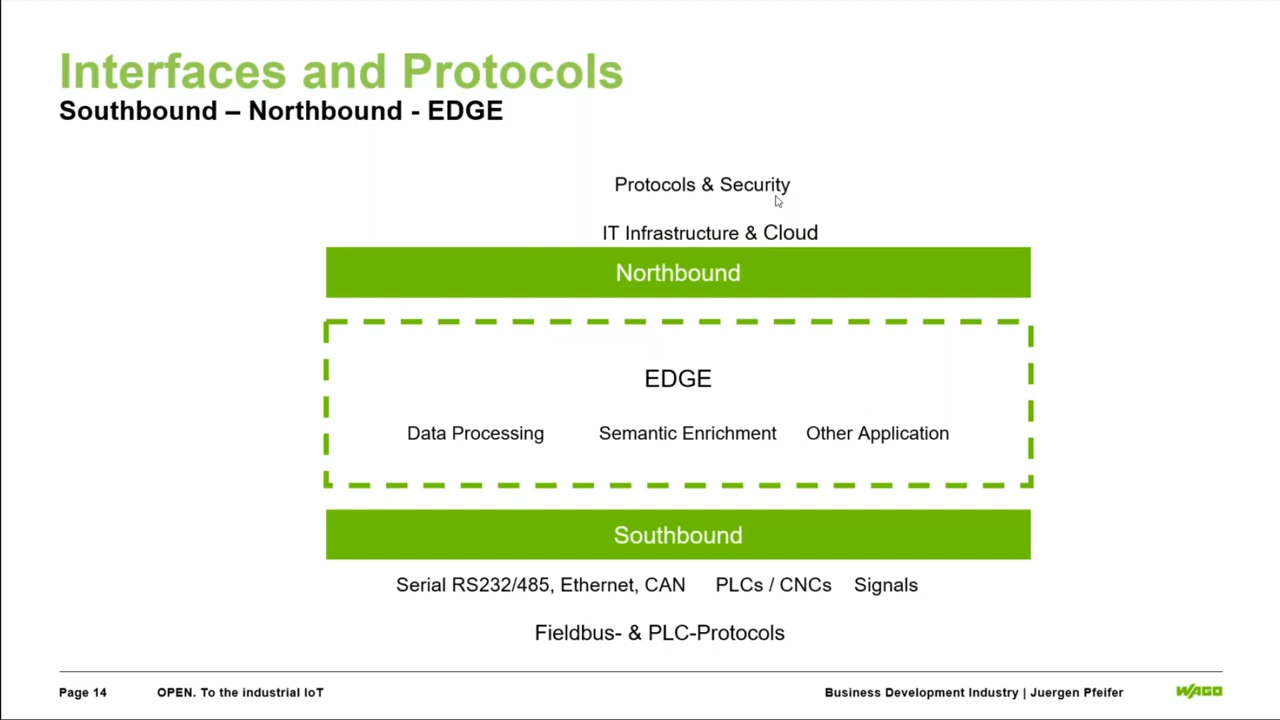 Interfaces and Protocols
Southbound – Northbound - EDGE
Protocols & Security
IT Infrastructure & Cloud
Northbound
EDGE
Data Processing Semantic Enrichment Other Application
Southbound
Serial RS232/485, Ethernet, CAN PLCs / CNCs Signals
Fieldbus- & PLC-Protocols
Page 14 OPEN. To the industrial IoT Business Development Industry | Juergen Pfeifer WAGO